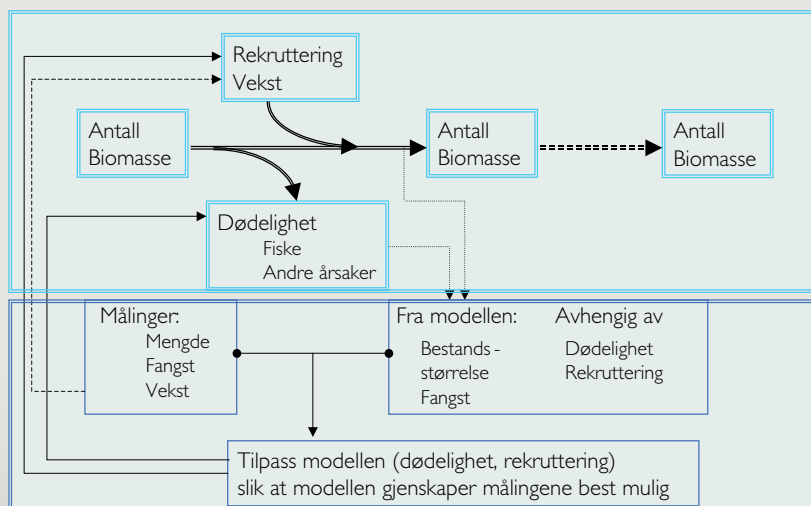 Rekruttering
Vekst
Antall
Biomasse
Antall
Biomasse
Antall
Biomasse
Dødelighet
Fiske
Andre årsaker
Målinger:
Mengde
Fangst
Vekst
Fra modellen:
Bestands-
størrelse
Fangst
Avhengig av
Dødelighet
Rekruttering
Tilpass modellen (dødelighet, rekruttering)
slik at modellen gjenskaper målingene best mulig